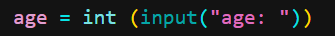 age = int (input("age: "))